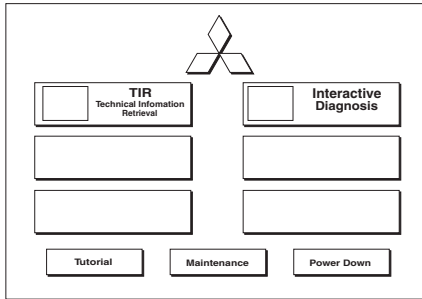 TIR
Technical Infomation
Retrieval
Interactive
Diagnosis
Tutorial
Maintenance
Power Down